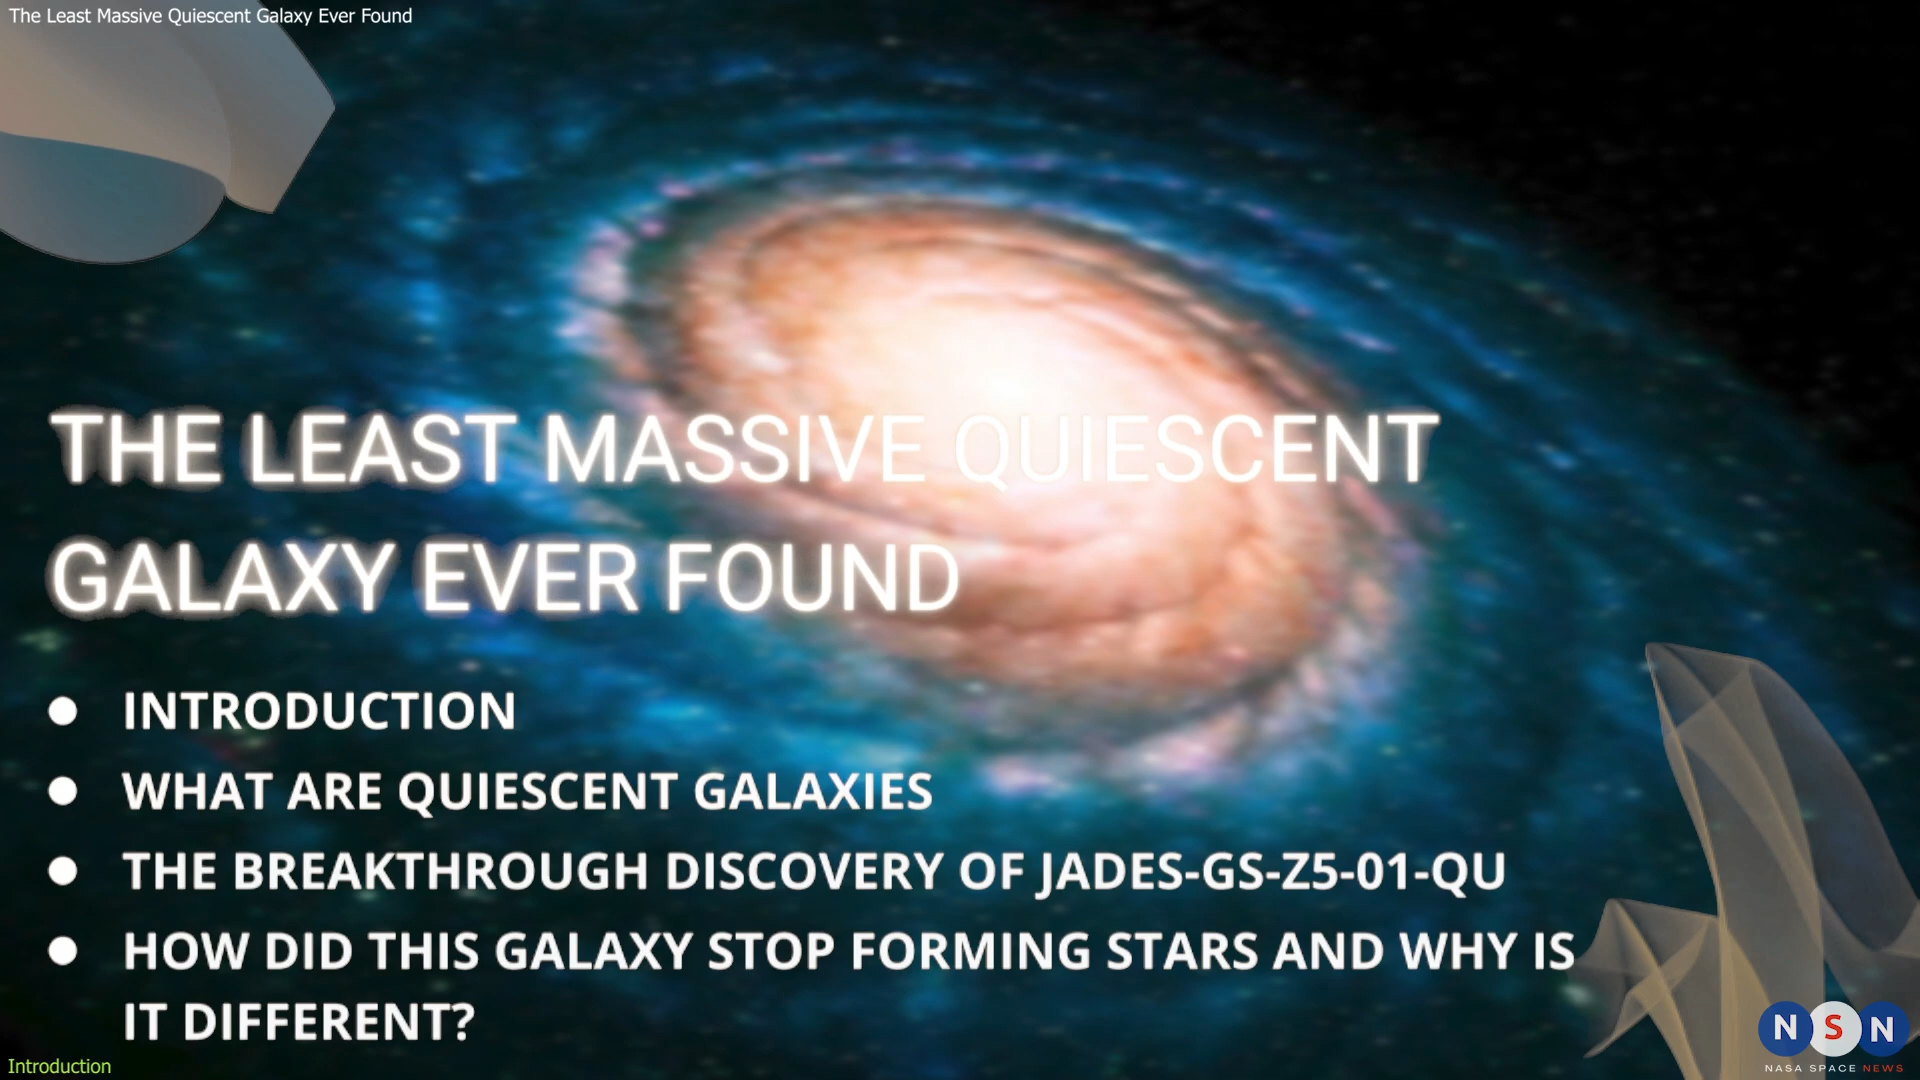 The Least Massive Quiescent Galaxy Ever Found
THE LEAST MASSIVE QUIESCENT
GALAXY EVER FOUND
● INTRODUCTION
● WHAT ARE QUIESCENT GALAXIES
● THE BREAKTHROUGH DISCOVERY OF JADES-GS-Z5-01-QU
● HOW DID THIS GALAXY STOP FORMING STARS AND WHY IS
IT DIFFERENT?
N S N
NASA SPACE NEWS
Introduction